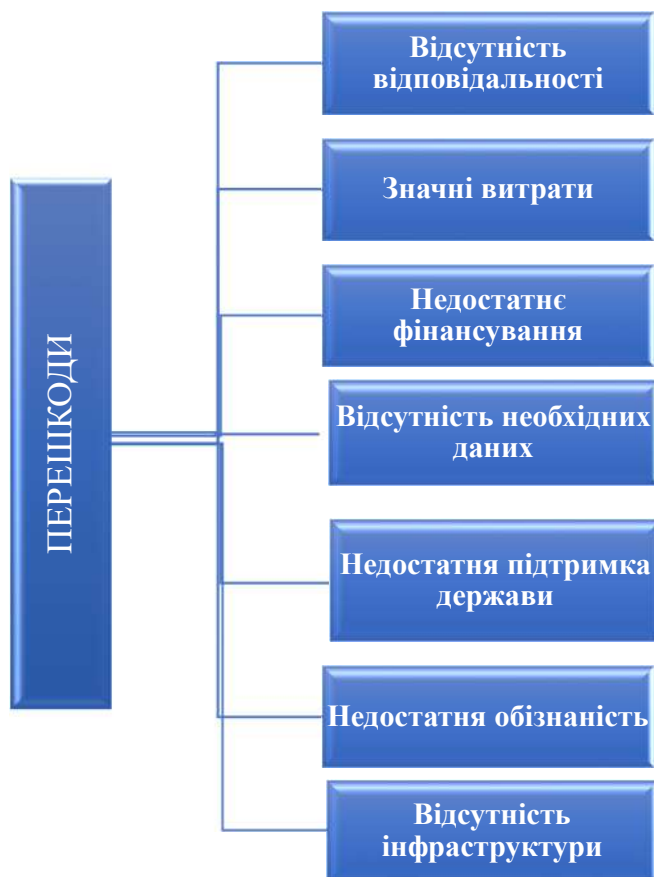 ПЕРЕШКОДИ
Відсутність
відповідальності
Значні витрати
Недостатнє
фінансування
Відсутність необхідних
даних
Недостатня підтримка
держави
Недостатня обізнаність
Відсутність
інфраструктури